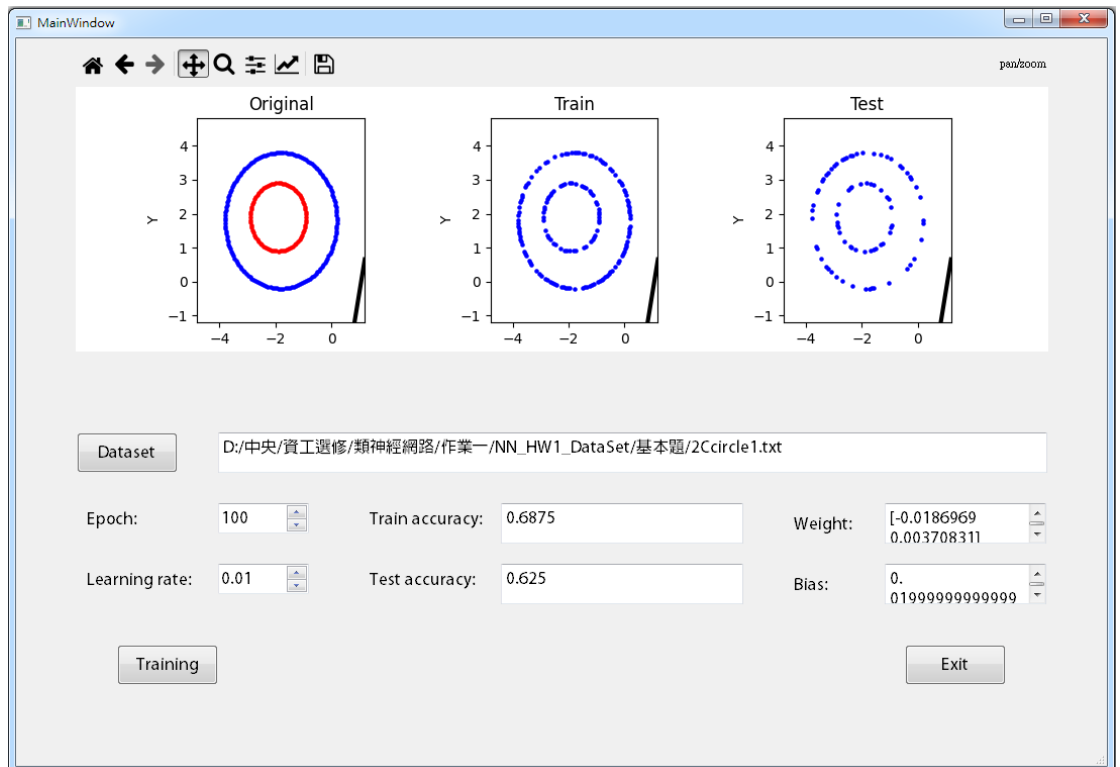 MainWindow
pan/zoom
Original Train Test
4 4 4
3 3 3
Y 2 Y 2 Y 2
1 1 1
0 0 0
−1 −1 −1
−4 −2 0 −4 −2 0 −4 −2 0
Dataset D:/中央/資工選修/類神經網路/作業一/NN_HW1_DataSet/基本題/2Ccircle1.txt
Epoch: 100 Train accuracy: 0.6875 Weight: [-0.0186969
0.00370831]
Learning rate: 0.01 Test accuracy: 0.625 Bias: 0.
01999999999999
Training Exit